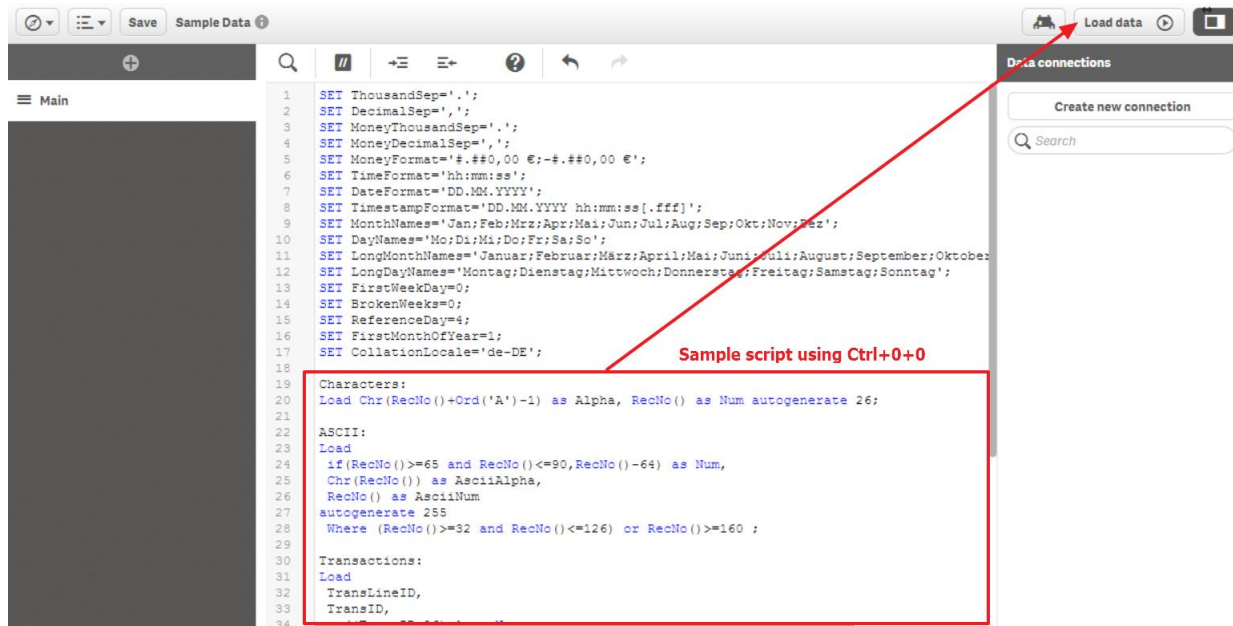 Save Sample Data
Load data
Data connections
Main
Create new connection
Search
1 SET ThousandSep='.';
2 SET DecimalSep=',';
3 SET MoneyThousandSep='.';
4 SET MoneyDecimalSep=',';
5 SET MoneyFormat='#.##0,00 €;-#.##0,00 €';
6 SET TimeFormat='hh:mm:ss';
7 SET DateFormat='DD.MM.YYYY';
8 SET TimestampFormat='DD.MM.YYYY hh:mm:ss[.fff]';
9 SET MonthNames='Jan;Feb;Mrz;Apr;Mai;Jun;Jul;Aug;Sep;Okt;Nov;Dez';
10 SET DayNames='Mo;Di;Mi;Do;Fr;Sa;So';
11 SET LongMonthNames='Januar;Februar;März;April;Mai;Juni;Juli;August;September;Oktober
12 SET LongDayNames='Montag;Dienstag;Mittwoch;Donnerstag;Freitag;Samstag;Sonntag';
13 SET FirstWeekDay=0;
14 SET BrokenWeeks=0;
15 SET ReferenceDay=4;
16 SET FirstMonthOfYear=1;
17 SET CollationLocale='de-DE';
Sample script using Ctrl+0+0
18
19 Characters:
20 Load Chr(RecNo()+Ord('A')-1) as Alpha, RecNo() as Num autogenerate 26;
21
22 ASCII:
23 Load
24 if(RecNo()>=65 and RecNo()<=90,RecNo()-64) as Num,
25 Chr(RecNo()) as AsciiAlpha,
26 RecNo() as AsciiNum
27 autogenerate 255
28 Where (RecNo()>=32 and RecNo()<=126) or RecNo()>=160 ;
29
30 Transactions:
31 Load
32 TransLineID,
33 TransID,
34